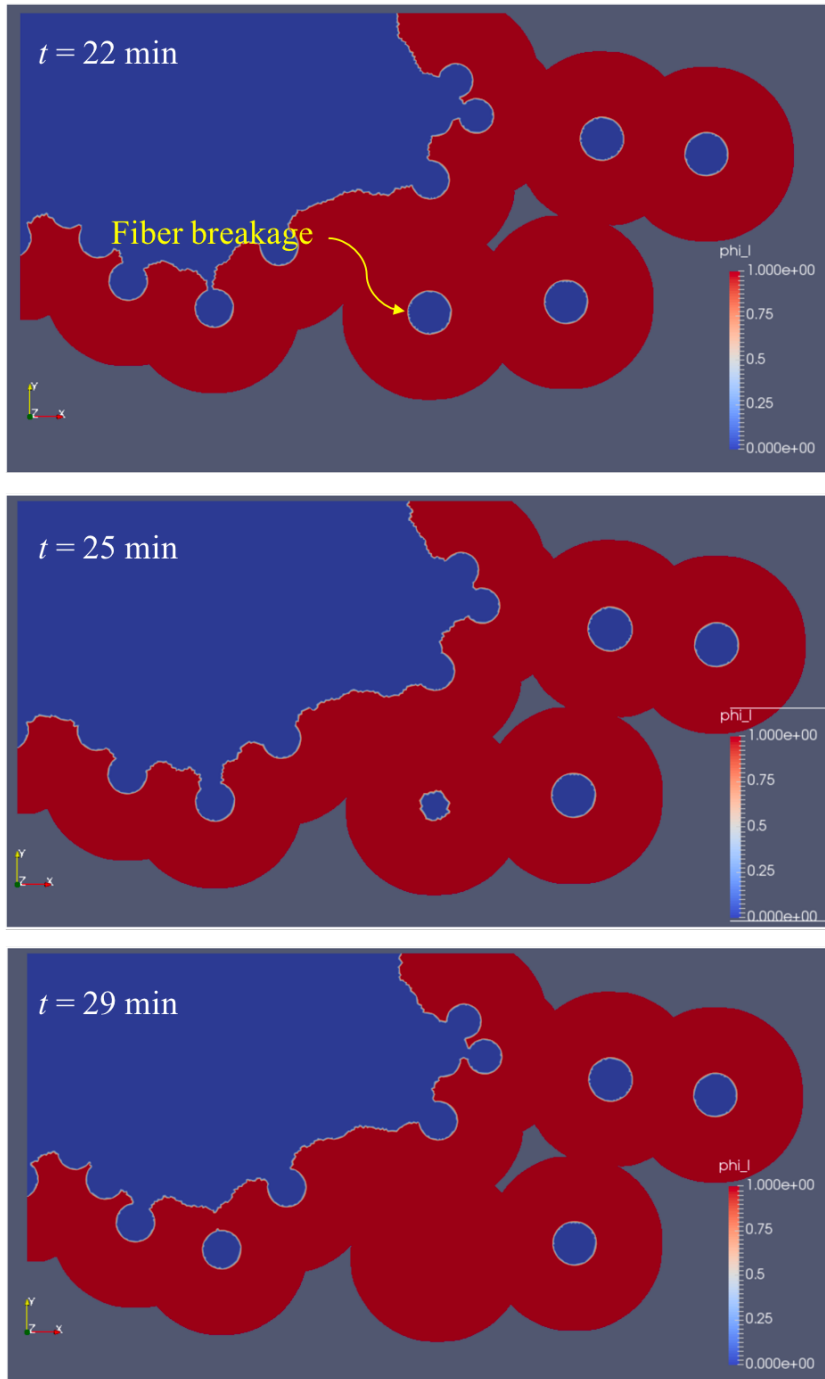 t = 22 min
Fiber breakage
phi_l
1.000e+00
0.75
0.5
0.25
0.000e+00
Y
Z X
t = 25 min
phi_l
1.000e+00
0.75
0.5
0.25
0.000e+00
Y
Z X
t = 29 min
phi_l
1.000e+00
0.75
0.5
0.25
0.000e+00
Y
Z X